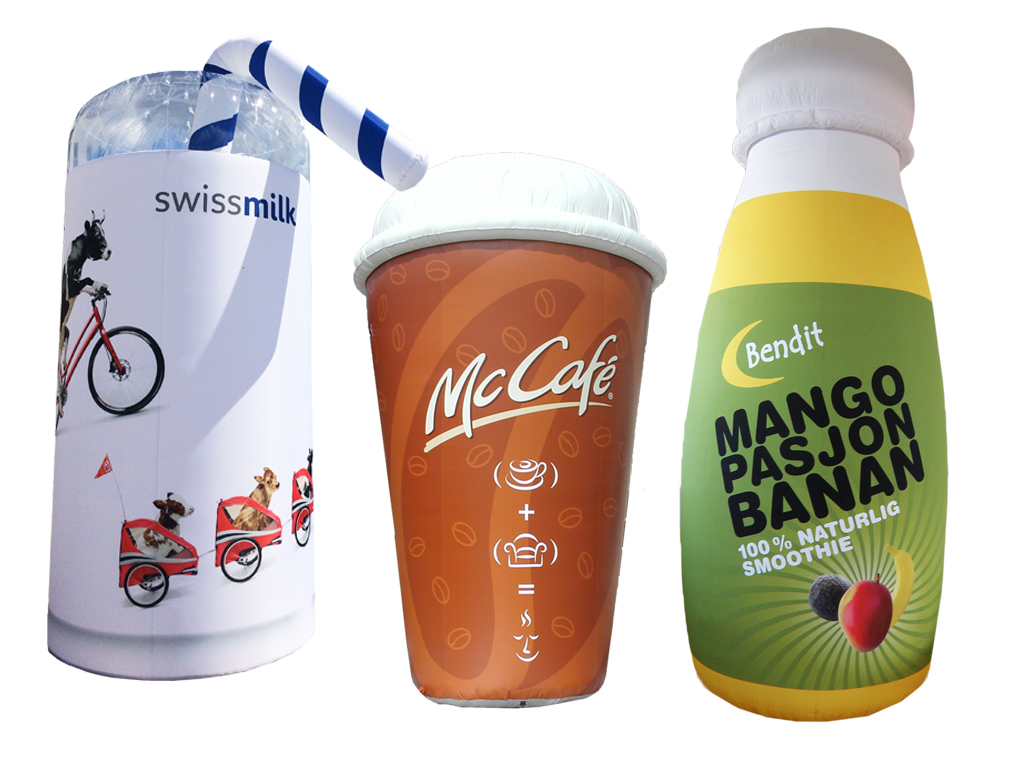 swissmilk
McCafé®
( ) 
+
( )
=
Bendit
MANGO
PASJON
BANAN
100% NATURLIG
SMOOTHIE